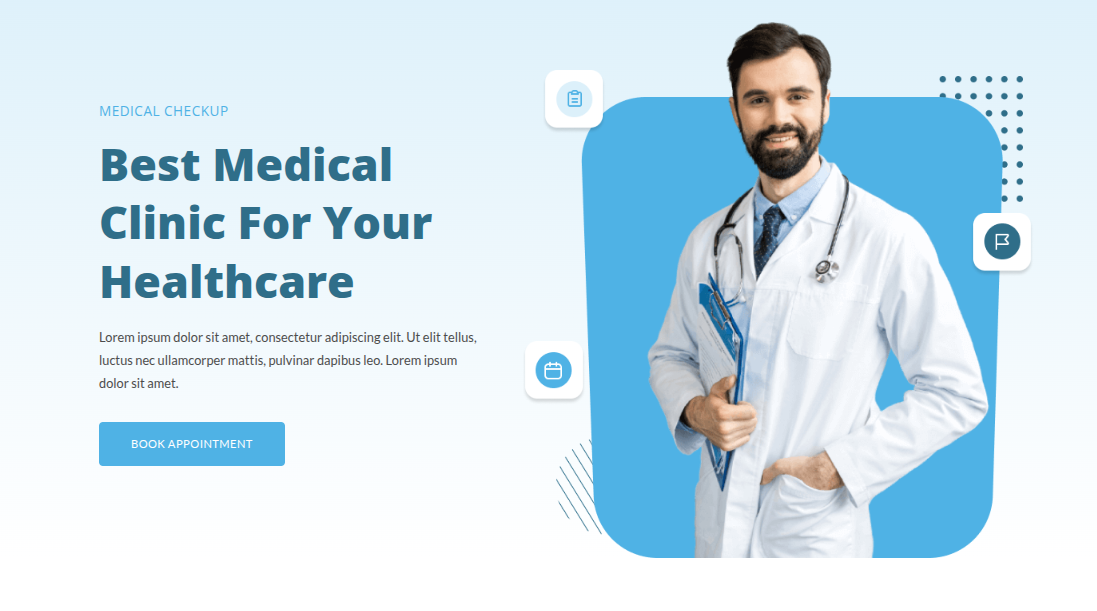 MEDICAL CHECKUP
Best Medical
Clinic For Your
Healthcare
Lorem ipsum dolor sit amet, consectetur adipiscing elit. Ut elit tellus,
luctus nec ullamcorper mattis, pulvinar dapibus leo. Lorem ipsum
dolor sit amet.
BOOK APPOINTMENT